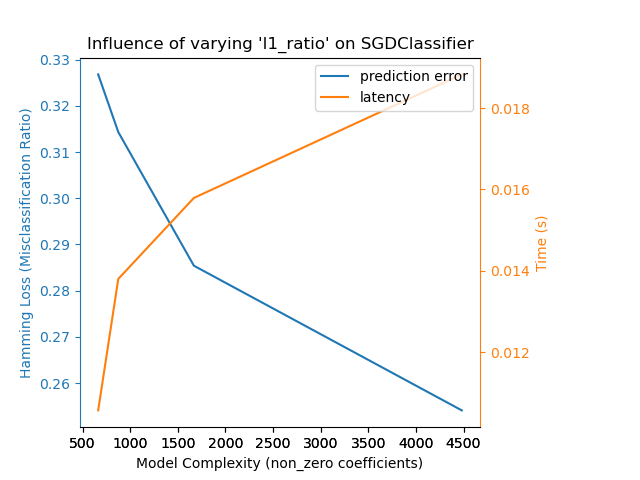 Influence of varying 'l1_ratio' on SGDClassifier
prediction error
latency
0.33
0.32
0.31
0.30
0.29
0.28
0.27
0.26
Hamming Loss (Misclassification Ratio)
0.018
0.016
0.014
0.012
Time (s)
500 1000 1500 2000 2500 3000 3500 4000 4500
Model Complexity (non_zero coefficients)